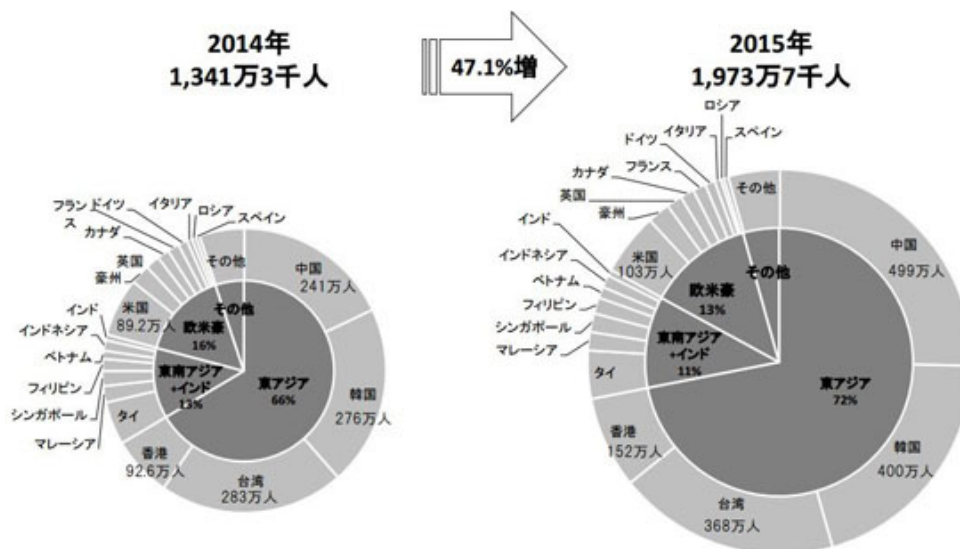 2014年
1,341万3千人
47.1%増
2015年
1,973万7千人
フラン
ス
ドイツ
イタリア
ロシア
スペイン
カナダ
英国
豪州
米国
89.2万人
インド
インドネシア
ベトナム
フィリピン
シンガポール
マレーシア
タイ
香港
92.6万人
台湾
283万人
韓国
276万人
中国
241万人
その他
その他
欧米豪
16%
東南アジア
+インド
13%
東アジア
66%
ロシア
イタリア
スペイン
ドイツ
フランス
カナダ
英国
豪州
米国
103万人
インド
インドネシア
ベトナム
フィリピン
シンガポール
マレーシア
タイ
香港
152万人
台湾
368万人
韓国
400万人
中国
499万人
その他
その他
欧米豪
13%
東南アジア
+インド
11%
東アジア
72%